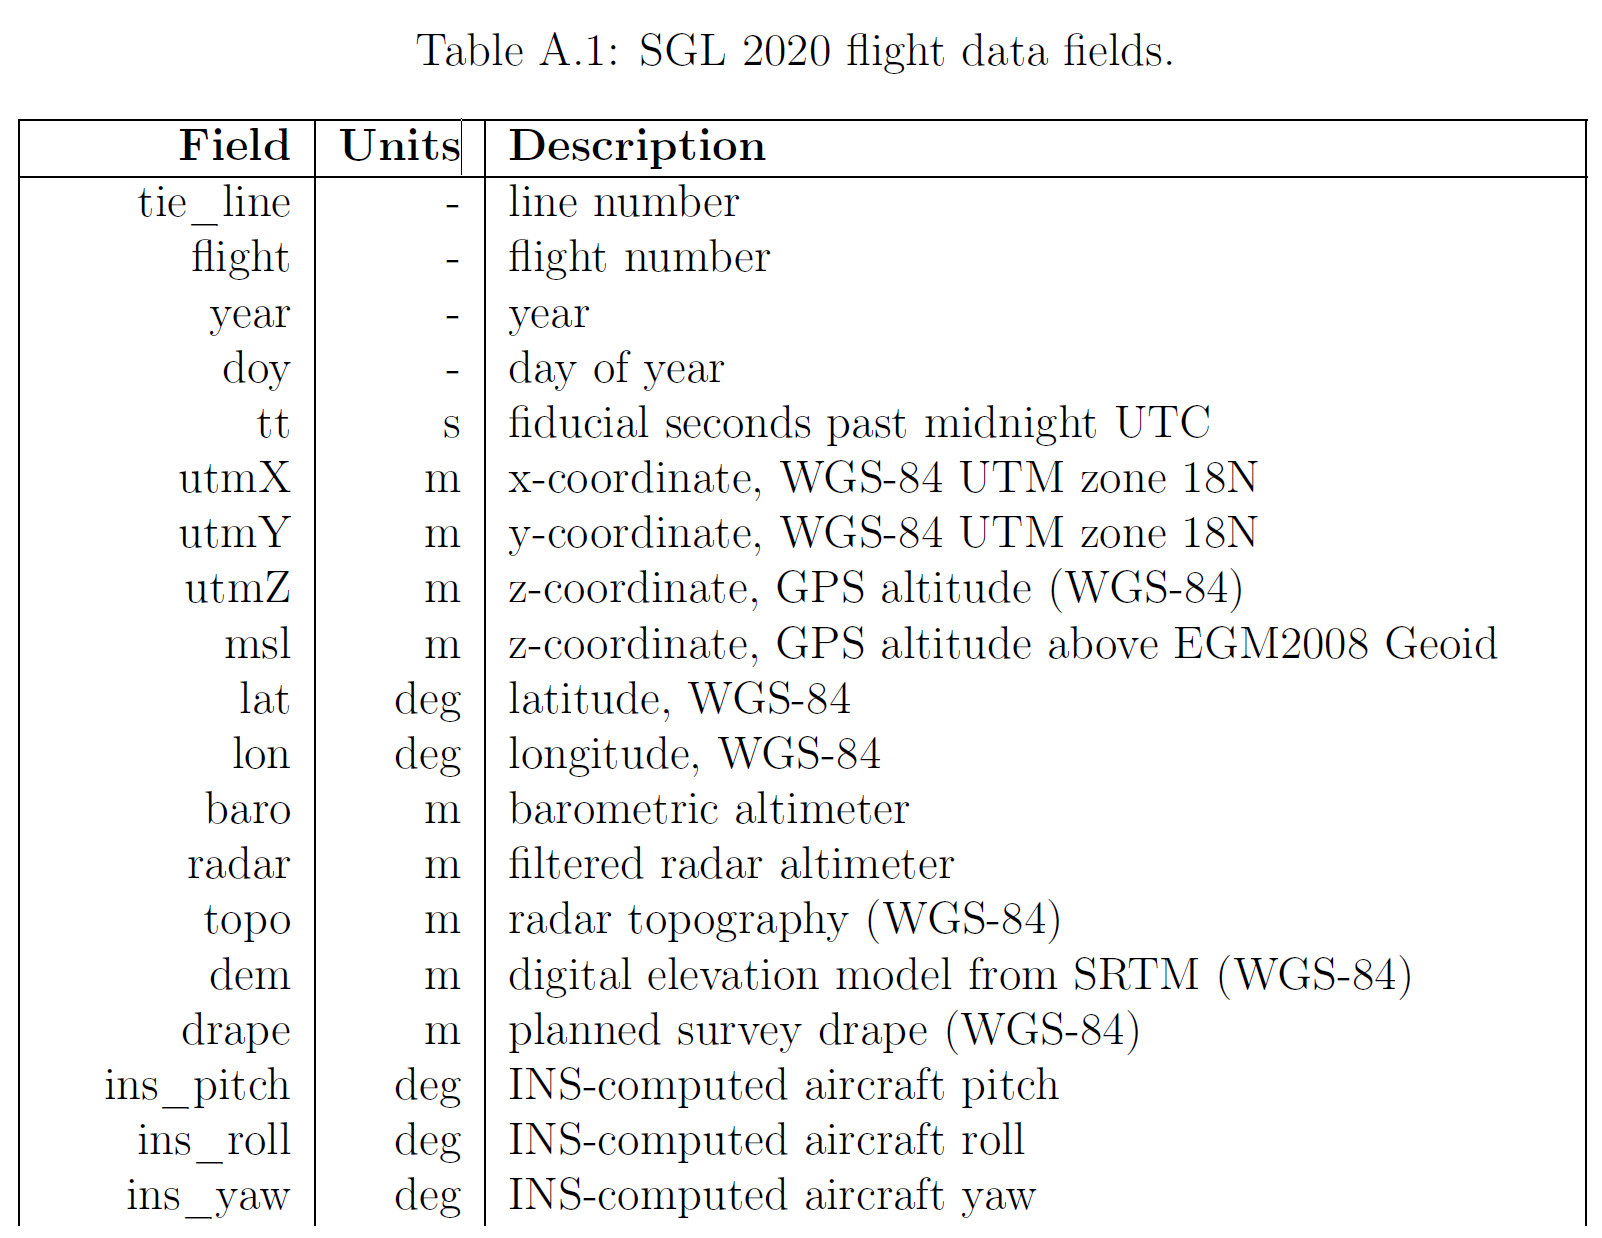 Table A.1: SGL 2020 flight data fields.
Field Units Description
tie_line - line number
flight - flight number
year - year
doy - day of year
tt s fiducial seconds past midnight UTC
utmX m x-coordinate, WGS-84 UTM zone 18N
utmY m y-coordinate, WGS-84 UTM zone 18N
utmZ m z-coordinate, GPS altitude (WGS-84)
msl m z-coordinate, GPS altitude above EGM2008 Geoid
lat deg latitude, WGS-84
lon deg longitude, WGS-84
baro m barometric altimeter
radar m filtered radar altimeter
topo m radar topography (WGS-84)
dem m digital elevation model from SRTM (WGS-84)
drape m planned survey drape (WGS-84)
ins_pitch deg INS-computed aircraft pitch
ins_roll deg INS-computed aircraft roll
ins_yaw deg INS-computed aircraft yaw